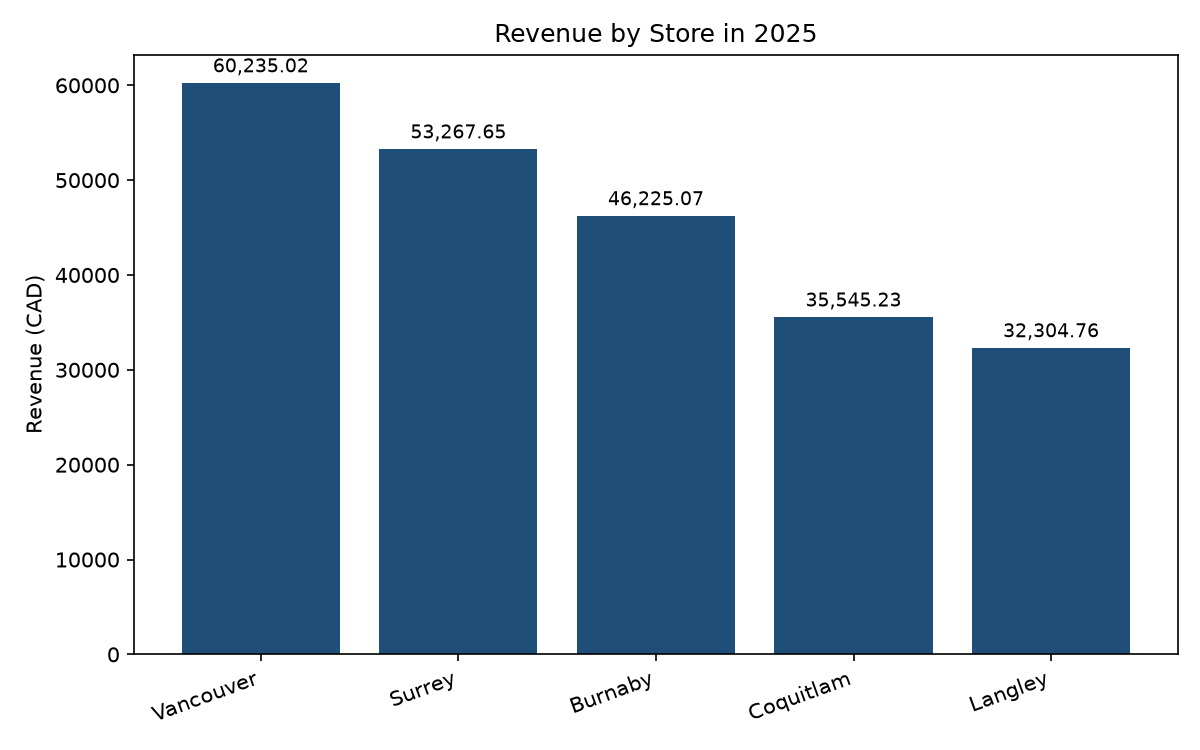 Revenue by Store in 2025
Revenue (CAD)
60000
50000
40000
30000
20000
10000
0
60,235.02
53,267.65
46,225.07
35,545.23
32,304.76
Vancouver
Surrey
Burnaby
Coquitlam
Langley